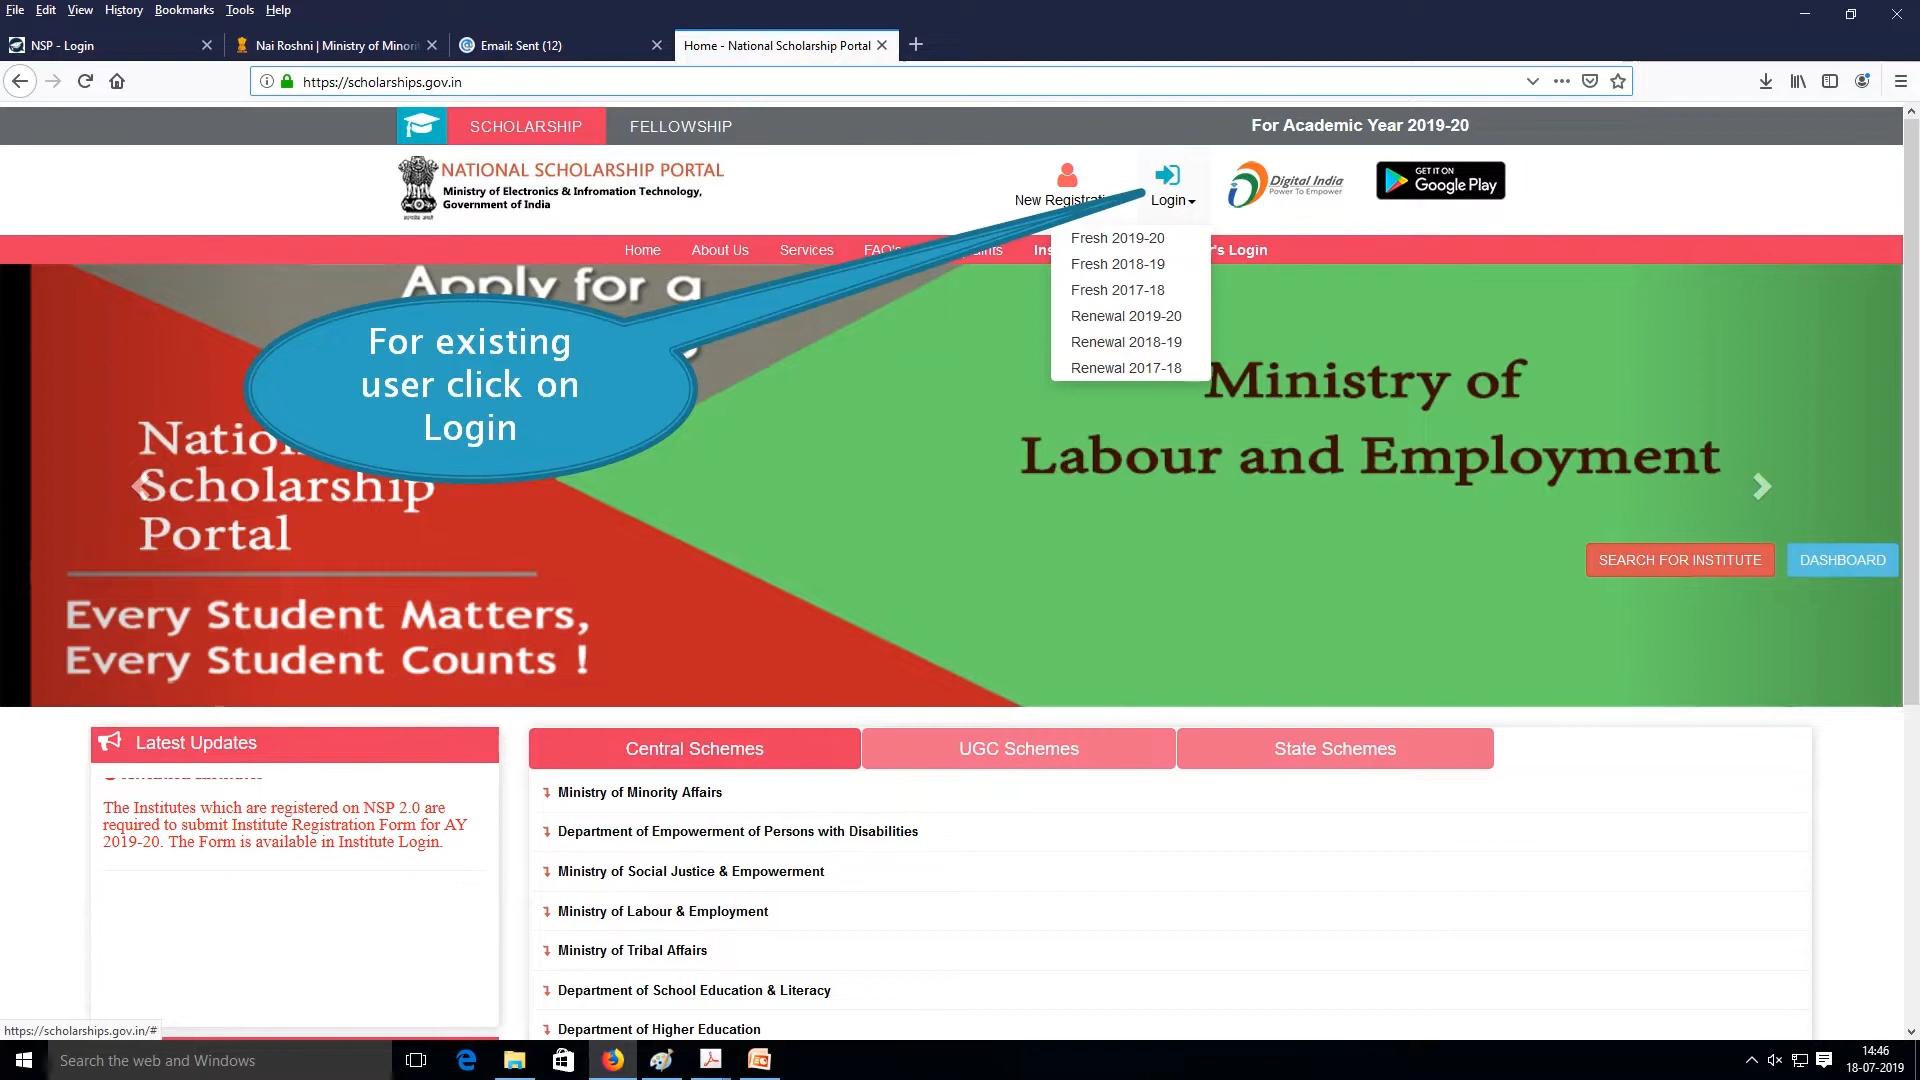 File Edit View History Bookmarks Tools Help
NSP - Login
Nai Roshni | Ministry of Minori
Email: Sent (12)
Home - National Scholarship Portal
https://scholarships.gov.in
SCHOLARSHIP FELLOWSHIP For Academic Year 2019-20
NATIONAL SCHOLARSHIP PORTAL
Ministry of Electronics & Infromation Technology,
Government of India
New Registrati
Login
Digital India
Power To Empower
GET IT ON
Google Play
Home About Us Services FAQ's ints Ins r's Login
Fresh 2019-20
Fresh 2018-19
Fresh 2017-18
Renewal 2019-20
Renewal 2018-19
Renewal 2017-18
Apply for a
For existing
user click on
Login
Natio
Scholarship
Portal
Every Student Matters,
Every Student Counts !
Ministry of
Labour and Employment
SEARCH FOR INSTITUTE DASHBOARD
Latest Updates
The Institutes which are registered on NSP 2.0 are
required to submit Institute Registration Form for AY
2019-20. The Form is available in Institute Login.
Central Schemes UGC Schemes State Schemes
Ministry of Minority Affairs
Department of Empowerment of Persons with Disabilities
Ministry of Social Justice & Empowerment
Ministry of Labour & Employment
Ministry of Tribal Affairs
Department of School Education & Literacy
Department of Higher Education
https://scholarships.gov.in/#
Search the web and Windows
14:46
18-07-2019